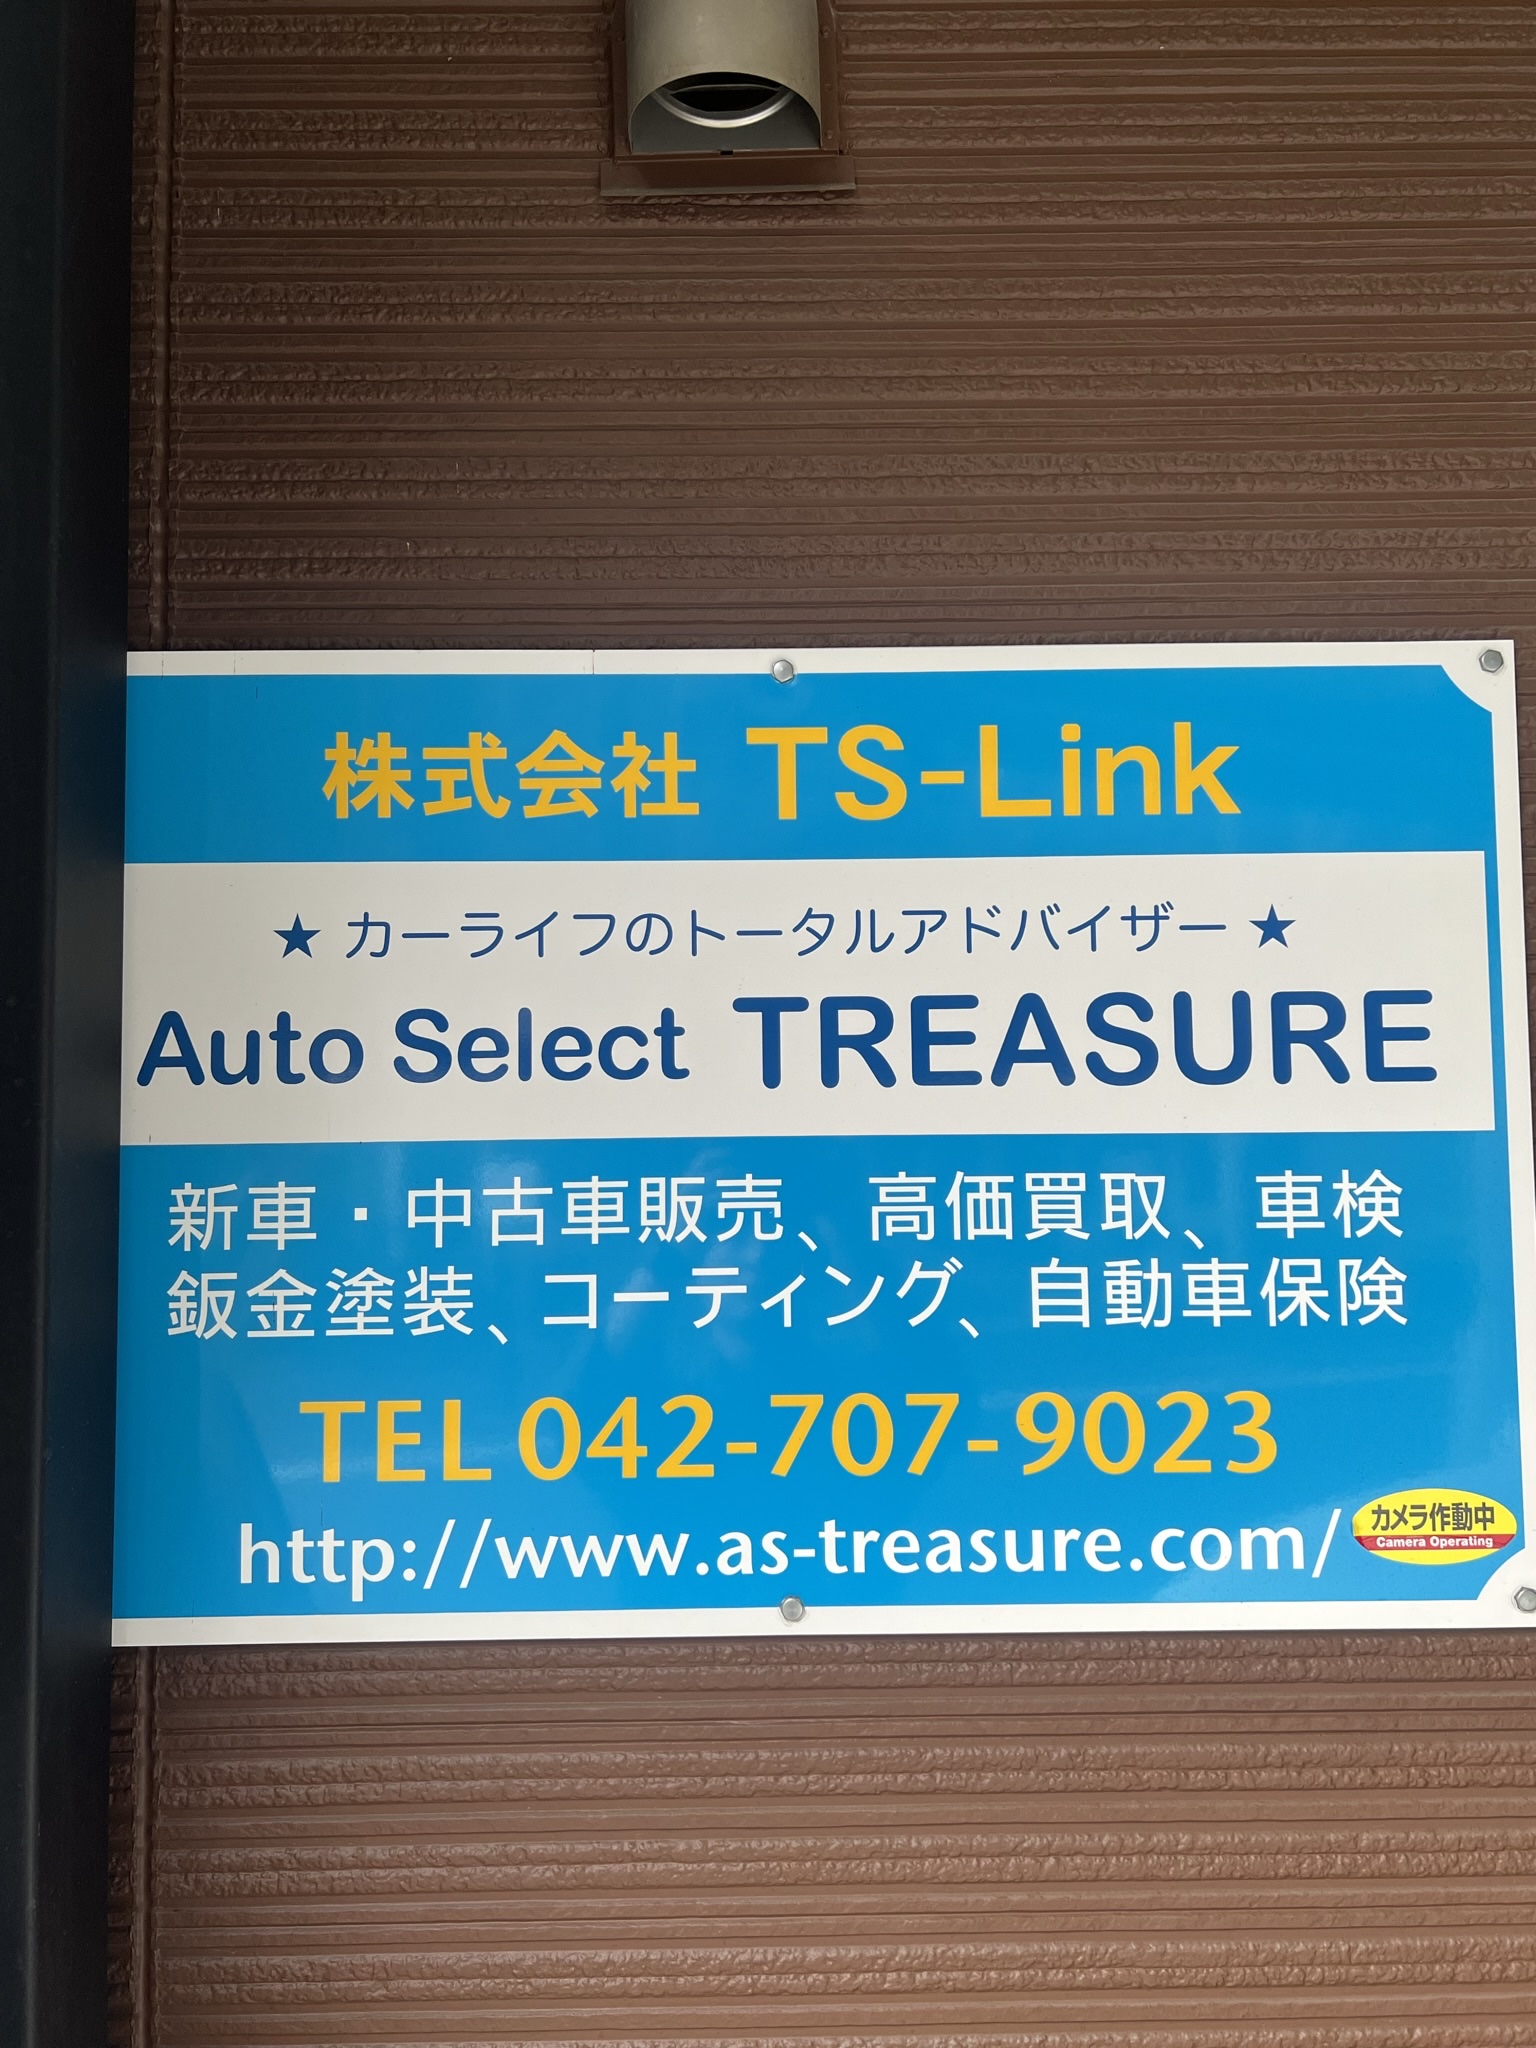 株式会社 TS-Link
★ カーライフのトータルアドバイザー ★
Auto Select TREASURE
新車・中古車販売、高価買取、車検
鈑金塗装、コーティング、自動車保険
TEL 042-707-9023
http://www.as-treasure.com/
カメラ作動中
Camera Operating